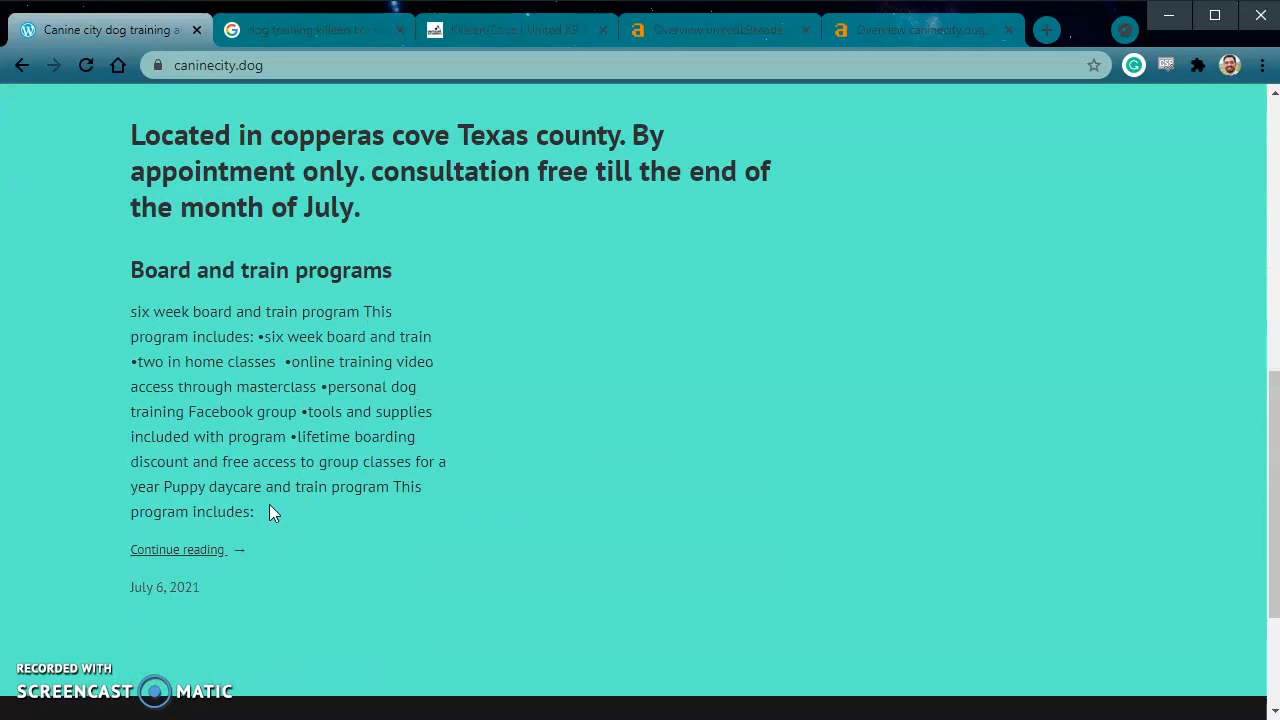 Canine city dog training a
dog training killeen tx -
Killeen/Cove | United K9
Overview
Overview caninecity.dog
caninecity.dog
Located in copperas cove Texas county. By
appointment only. consultation free till the end of
the month of July.
Board and train programs
six week board and train program This
program includes: •six week board and train
•two in home classes  •online training video
access through masterclass •personal dog
training Facebook group •tools and supplies
included with program •lifetime boarding
discount and free access to group classes for a
year Puppy daycare and train program This
program includes:
Continue reading →
July 6, 2021
RECORDED WITH
SCREENCAST MATIC